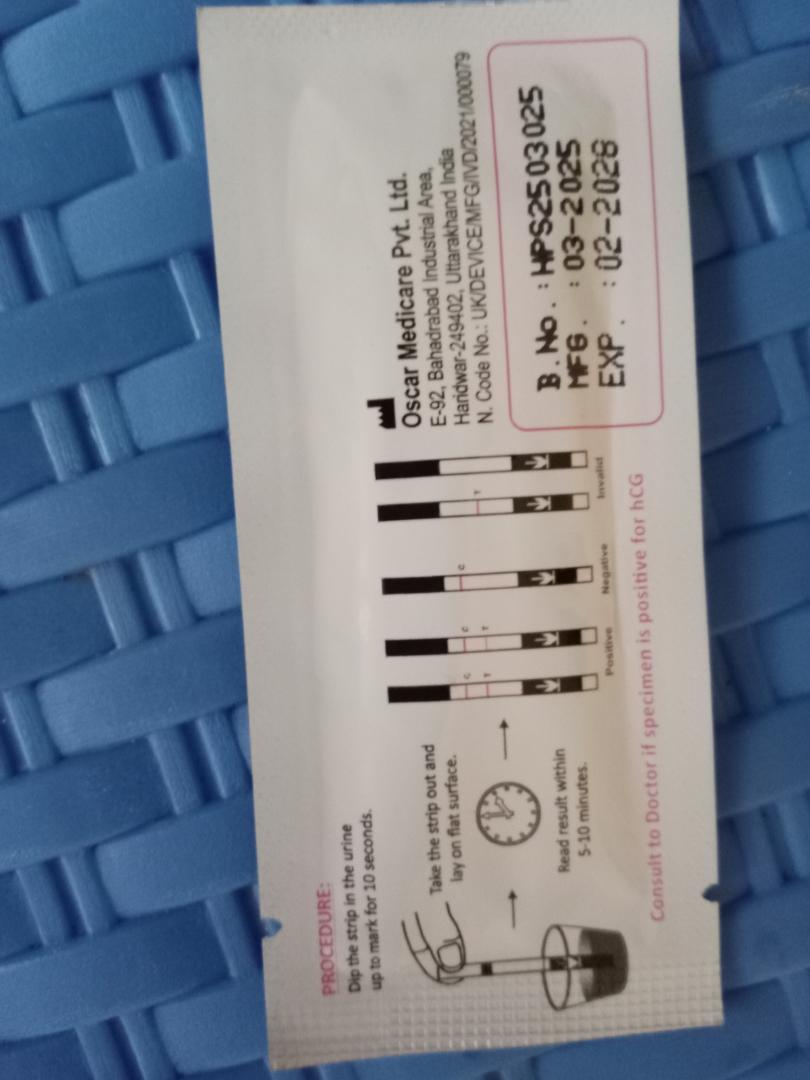 PROCEDURE:
Dip the strip in the urine
up to mark for 10 seconds.
Take the strip out and
lay on flat surface.
Read result within
5-10 minutes.
C
T
C
T
Positive
C
Negative
T
Invalid
Consult to Doctor if specimen is positive for hCG
Oscar Medicare Pvt. Ltd.
E-92, Bahadrabad Industrial Area,
Haridwar-249402, Uttarakhand India
N. Code No.: UK/DEVICE/MFG/IVD/2021/000079
B.No. : HPS2503025
MFG. : 03-2025
EXP. : 02-2028